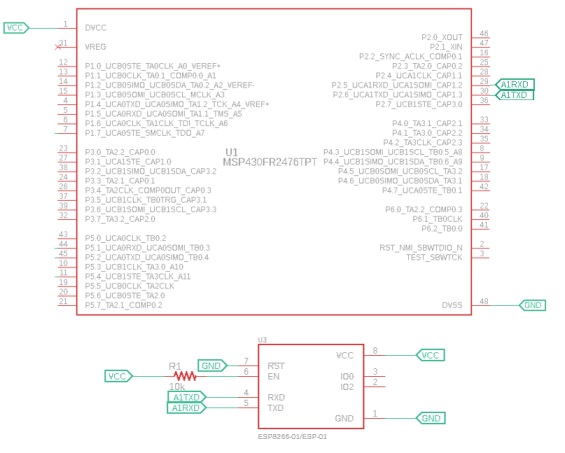 VCC
1
DVCC
31
VREG
12 P1.0_UCB0STE_TA0CLK_A0_VEREF+
13 P1.1_UCB0CLK_TA0.1_COMP0.0_A1
14 P1.2_UCB0SIMO_UCB0SDA_TA0.2_A2_VEREF-
15 P1.3_UCB0SOMI_UCB0SCL_MCLK_A3
4 P1.4_UCA0TXD_UCA0SIMO_TA1.2_TCK_A4_VREF+
5 P1.5_UCA0RXD_UCA0SOMI_TA1.1_TMS_A5
6 P1.6_UCA0CLK_TA1CLK_TDI_TCLK_A6
7 P1.7_UCA0STE_SMCLK_TDO_A7
23 P3.0_TA2.2_CAP0.0
27 P3.1_UCA1STE_CAP1.0
38 P3.2_UCB1SIMO_UCB1SDA_CAP3.2
24 P3.3_TA2.1_CAP0.1
26 P3.4_TA2CLK_COMP0OUT_CAP0.3
37 P3.5_UCB1CLK_TB0TRG_CAP3.1
39 P3.6_UCB1SOMI_UCB1SCL_CAP3.3
32 P3.7_TA3.2_CAP2.0
43 P5.0_UCA0CLK_TB0.2
44 P5.1_UCA0RXD_UCA0SOMI_TB0.3
45 P5.2_UCA0TXD_UCA0SIMO_TB0.4
10 P5.3_UCB1CLK_TA3.0_A10
11 P5.4_UCB1STE_TA3CLK_A11
19 P5.5_UCB0CLK_TA2CLK
20 P5.6_UCB0STE_TA2.0
21 P5.7_TA2.1_COMP0.2
U1
MSP430FR2476TPT
P2.0_XOUT 46
P2.1_XIN 47
P2.2_SYNC_ACLK_COMP0.1 16
P2.3_TA2.0_CAP0.2 25
P2.4_UCA1CLK_CAP1.1 28
P2.5_UCA1RXD_UCA1SOMI_CAP1.2 29 A1RXD
P2.6_UCA1TXD_UCA1SIMO_CAP1.3 30 A1TXD
P2.7_UCB1STE_CAP3.0 36
P4.0_TA3.1_CAP2.1 33
P4.1_TA3.0_CAP2.2 34
P4.2_TA3CLK_CAP2.3 35
P4.3_UCB1SOMI_UCB1SCL_TB0.5_A8 8
P4.4_UCB1SIMO_UCB1SDA_TB0.6_A9 9
P4.5_UCB0SOMI_UCB0SCL_TA3.2 17
P4.6_UCB0SIMO_UCB0SDA_TA3.1 18
P4.7_UCA0STE_TB0.1 42
P6.0_TA2.2_COMP0.3 22
P6.1_TB0CLK 40
P6.2_TB0.0 41
RST_NMI_SBWTDIO_N 2
TEST_SBWTCK 3
DVSS 48 GND
U3
R1
10k
VCC
GND 7 RST
6 EN
A1TXD 4 RXD
A1RXD 5 TXD
VCC 8 VCC
IO0 3
IO2 2
GND 1 GND
ESP8266-01/ESP-01